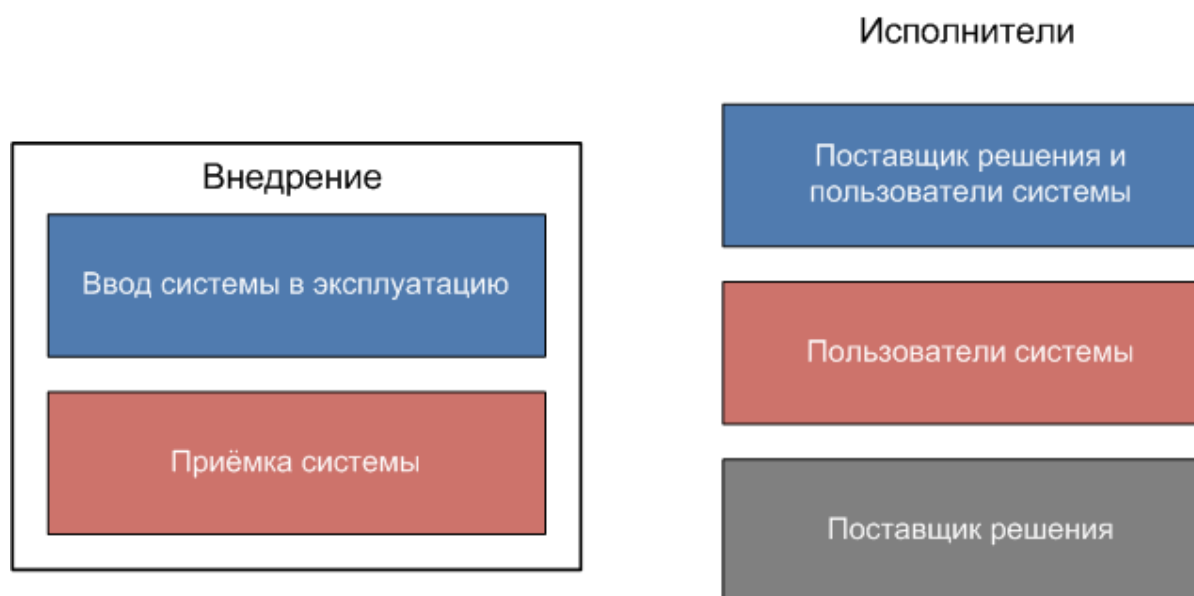 Исполнители
Внедрение
Ввод системы в эксплуатацию
Приёмка системы
Поставщик решения и
пользователи системы
Пользователи системы
Поставщик решения